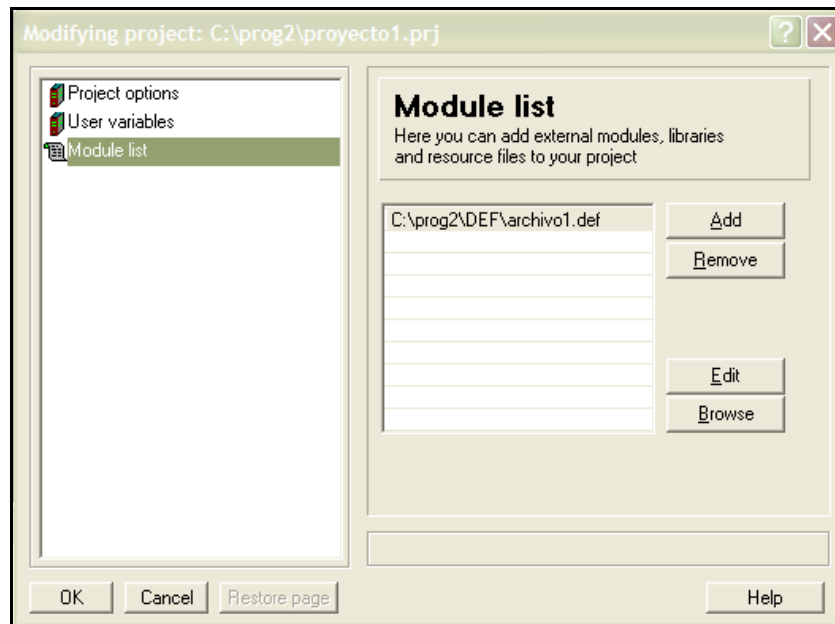 Modifying project: C:\prog2\proyecto1.prj
Project options
User variables
Module list
Module list
Here you can add external modules, libraries
and resource files to your project
C:\prog2\DEF\archivo1.def
Add
Remove
Edit
Browse
OK
Cancel
Restore page
Help